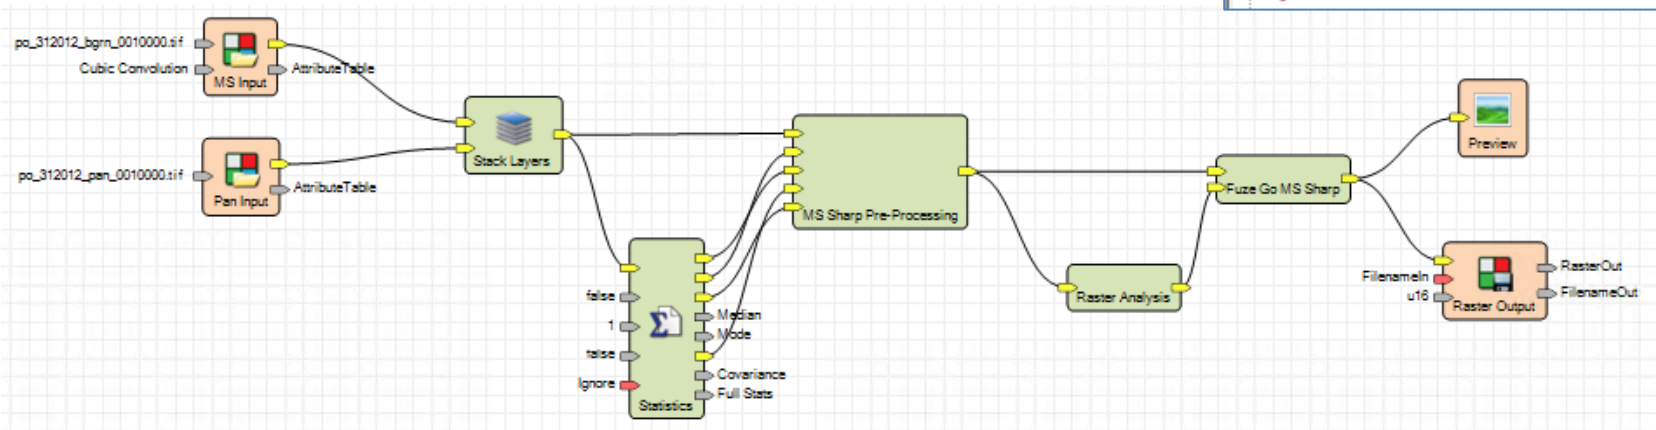 po_312012_bgrn_0010000.tif
Cubic Convolution
MS Input
AttributeTable
po_312012_pan_0010000.tif
Pan Input
AttributeTable
Stack Layers
MS Sharp Pre-Processing
false
1
false
Ignore
Median
Mode
Covariance
Full Stats
Statistics
Raster Analysis
Fuze Go MS Sharp
Preview
FilenameIn
u16
Raster Output
RasterOut
FilenameOut